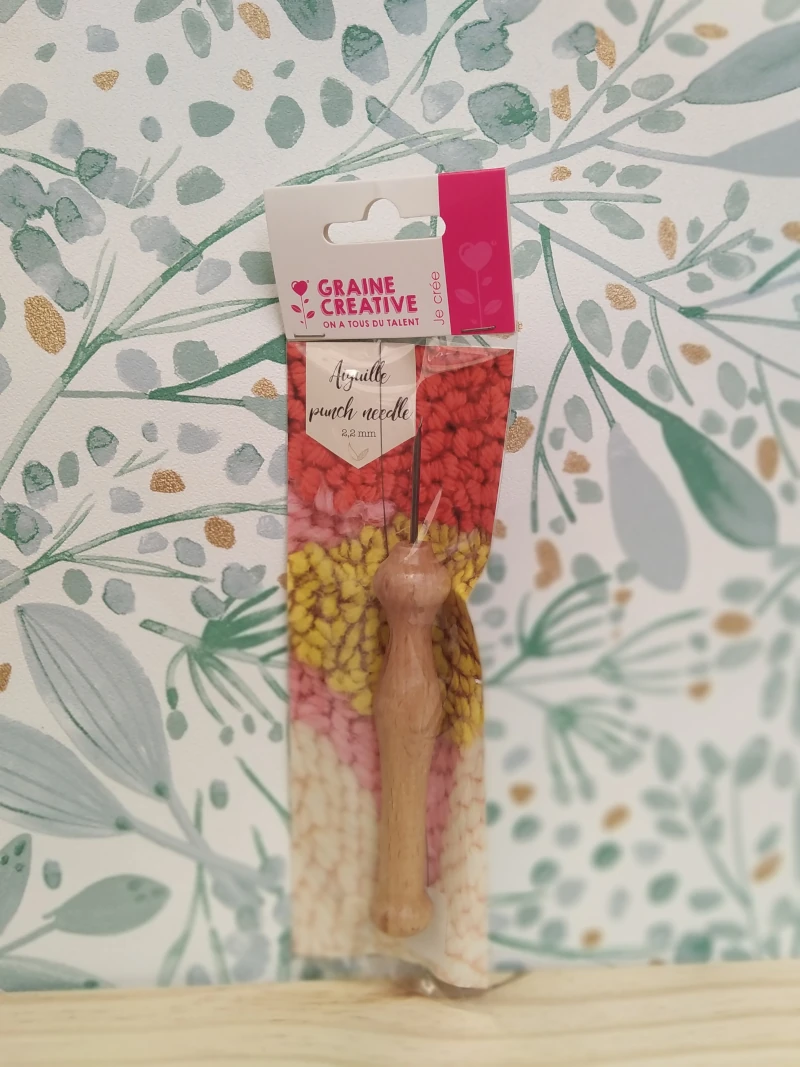 GRAINE
CREATIVE
ON A TOUS DU TALENT
Je crée
Aiguille
punch needle
2,2 mm